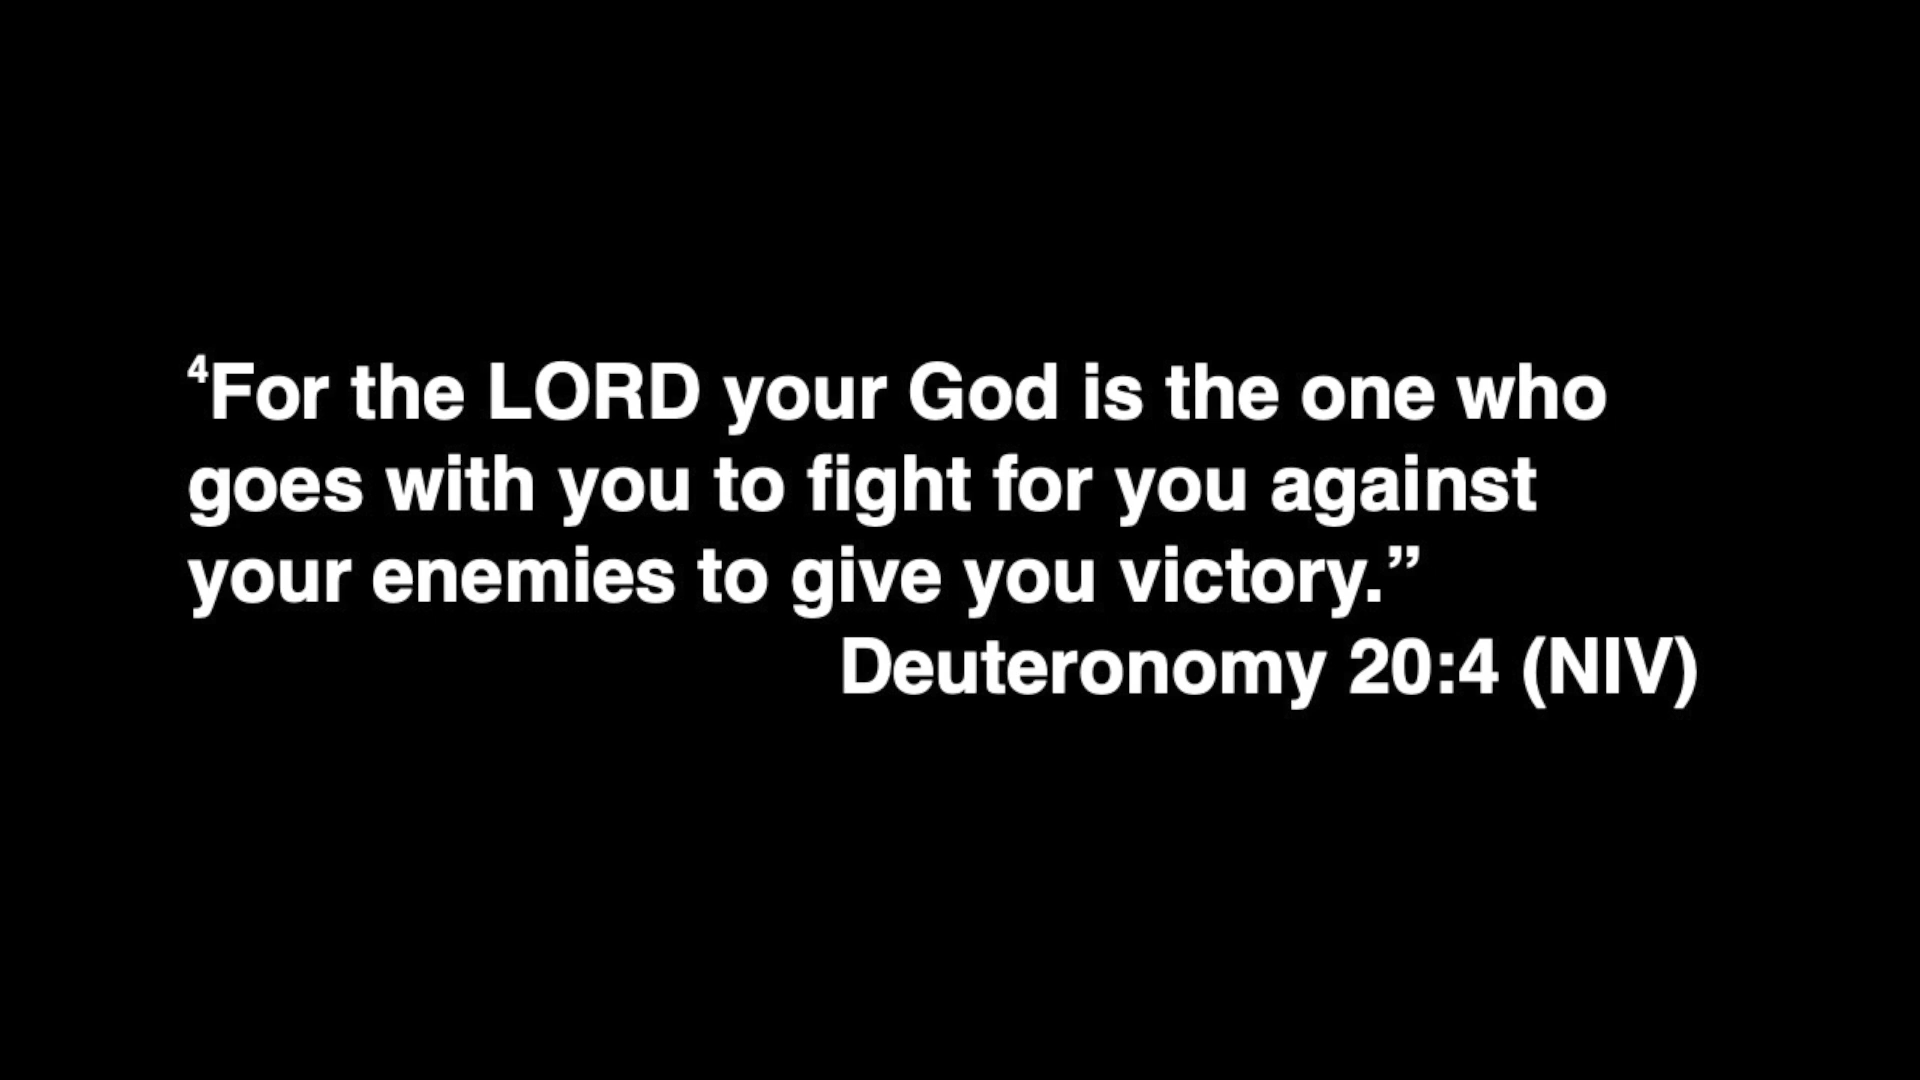 ⁴For the LORD your God is the one who
goes with you to fight for you against
your enemies to give you victory.”
Deuteronomy 20:4 (NIV)